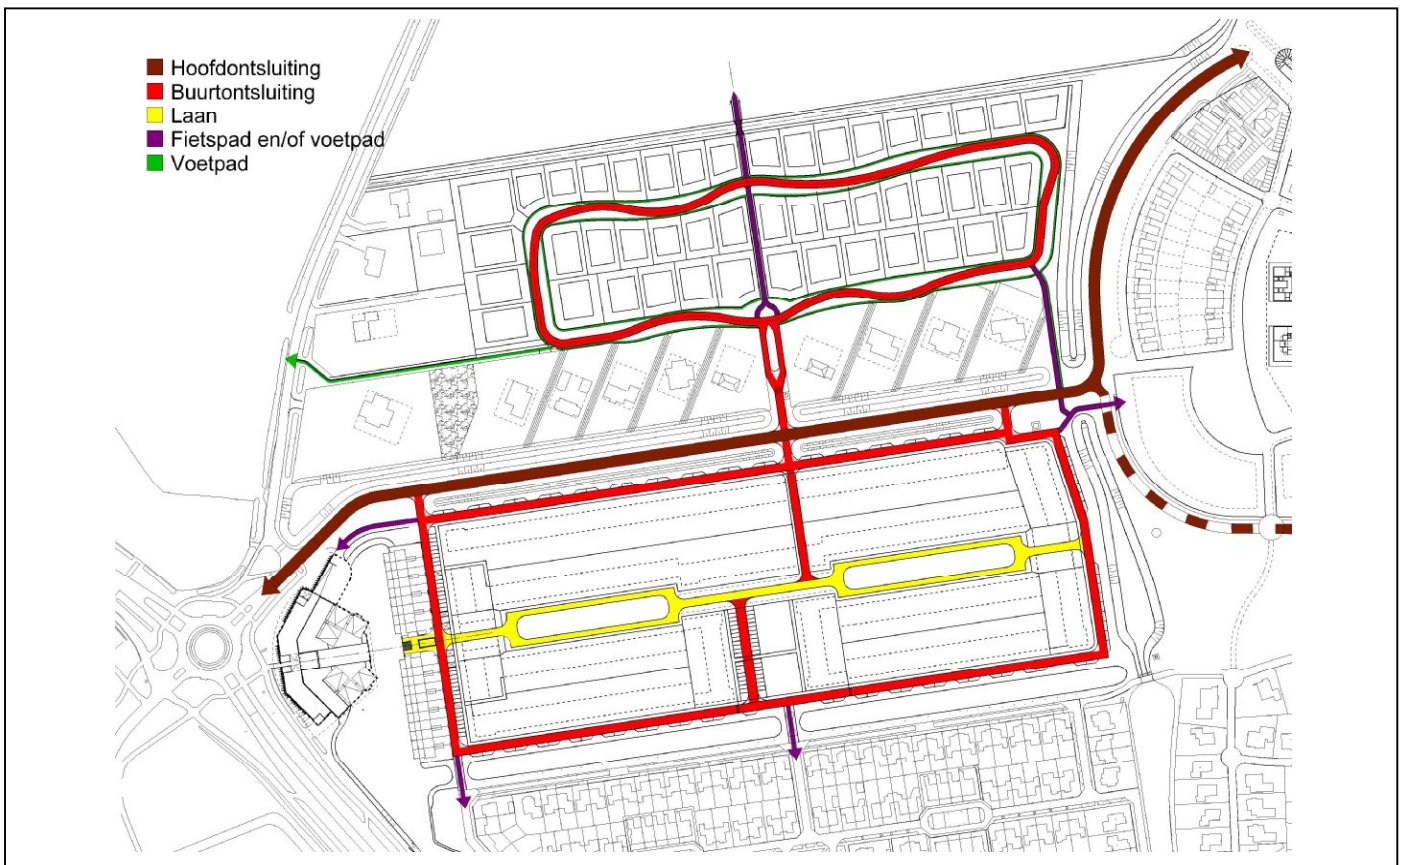 Hoofdontsluiting
Buurtontsluiting
Laan
Fietspad en/of voetpad
Voetpad